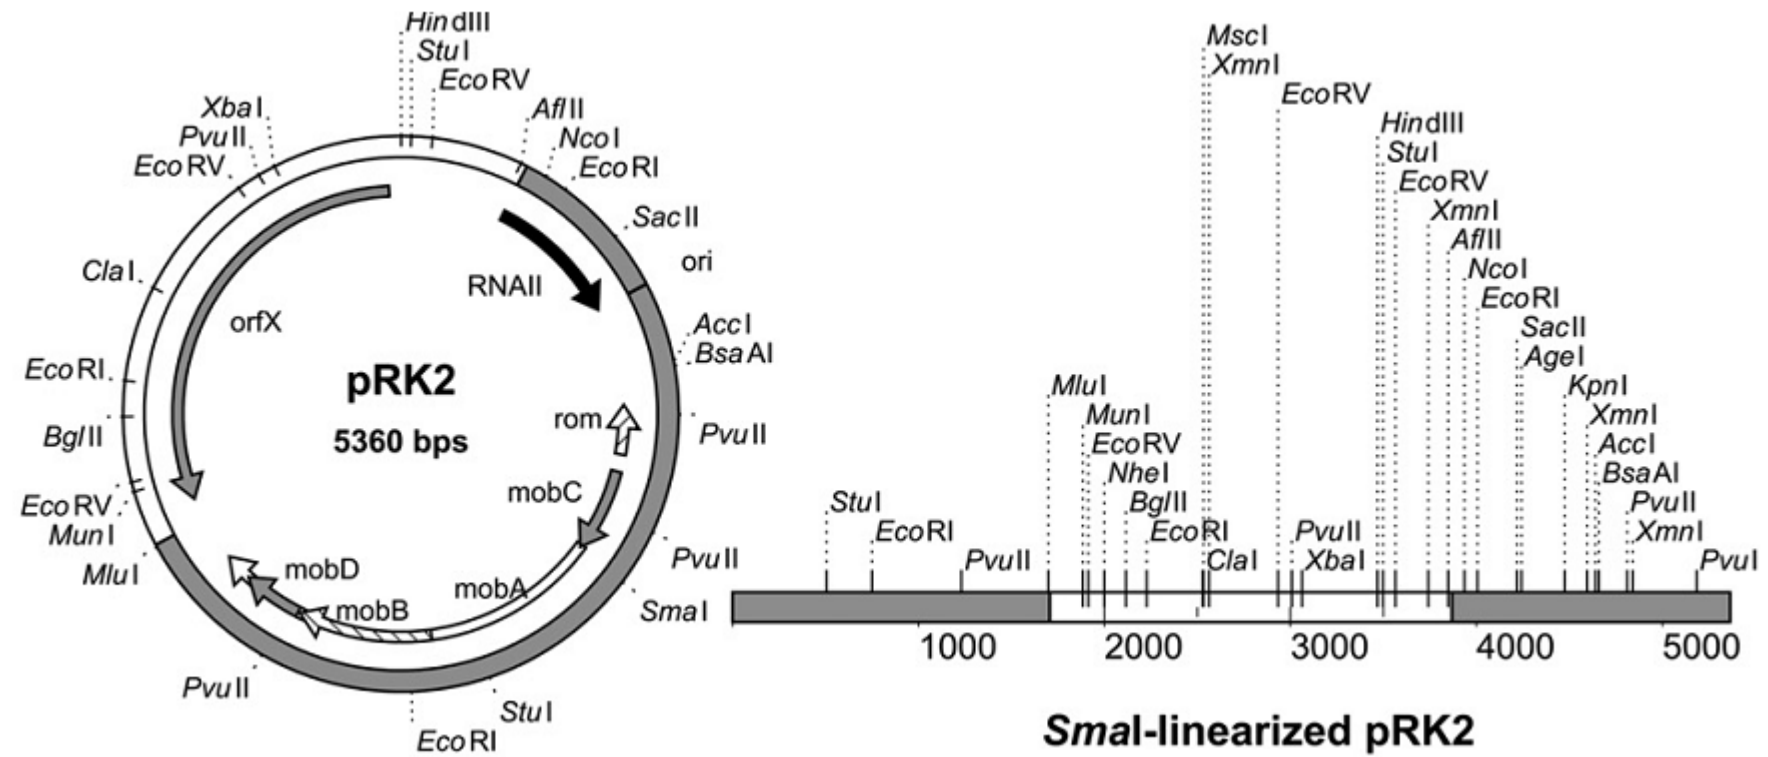 HindIII
StuI
EcoRV
AflII
NcoI
EcoRI
SacII
ori
AccI
BsaAI
PvuII
PvuII
SmaI
StuI
EcoRI
PvuII
MluI
MunI
EcoRV
BglII
EcoRI
ClaI
EcoRV
PvuII
XbaI
RNAII
orfX
pRK2
5360 bps
rom
mobC
mobA
mobB
mobD
MscI
XmnI
EcoRV
HindIII
StuI
EcoRV
XmnI
AflII
NcoI
EcoRI
SacII
AgeI
KpnI
XmnI
AccI
BsaAI
PvuII
XmnI
PvuI
MluI
MunI
EcoRV
NheI
BglII
EcoRI
ClaI
PvuII
XbaI
StuI
EcoRI
PvuII
1000
2000
3000
4000
5000
SmaI-linearized pRK2